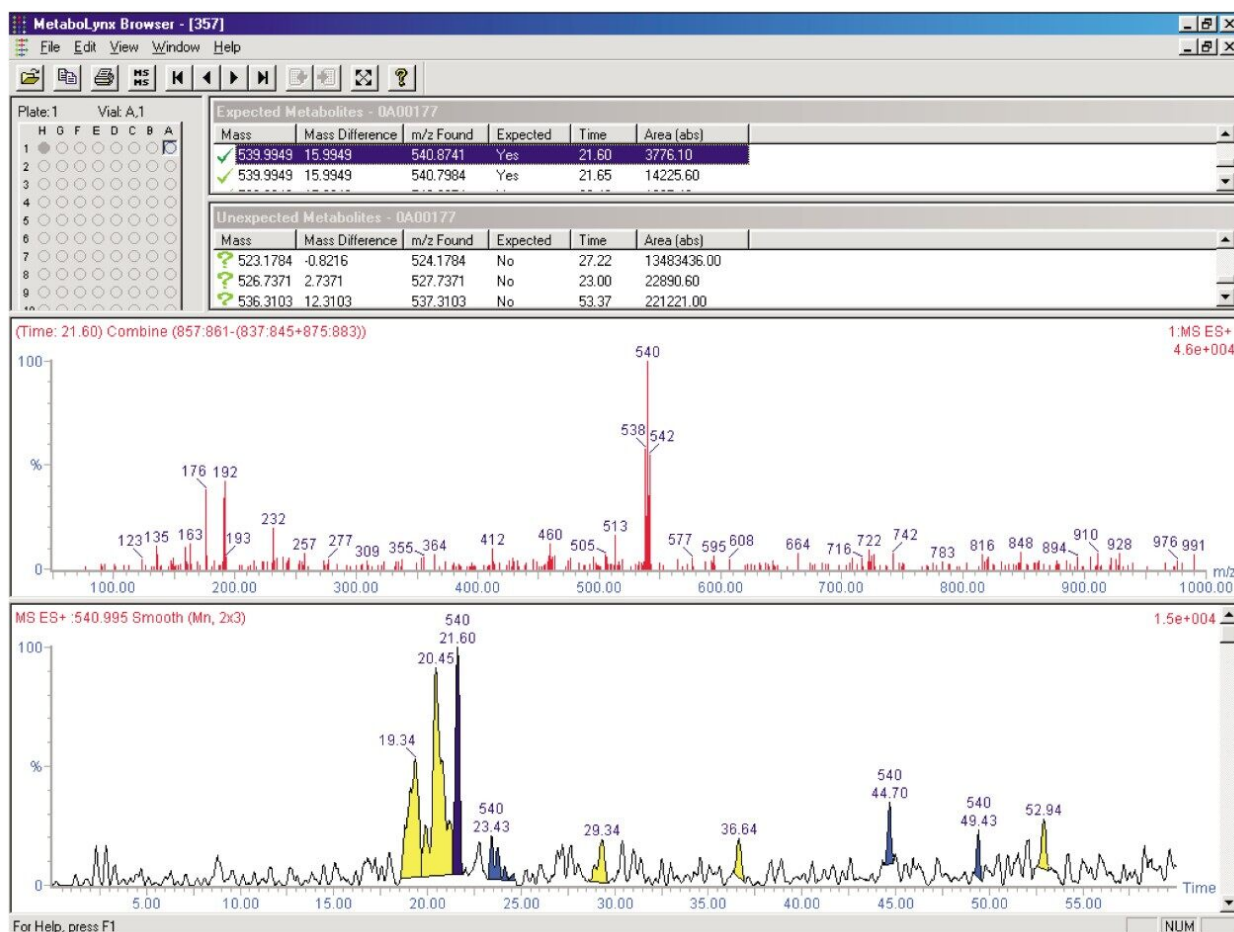 MetaboLynx Browser - [357]
File Edit View Window Help
MS
MS
Plate: 1 Vial: A,1
H G F E D C B A
1
2
3
4
5
6
7
8
9
Expected Metabolites - 0A00177
Mass Mass Difference m/z Found Expected Time Area (abs)
539.9949 15.9949 540.8741 Yes 21.60 3776.10
539.9949 15.9949 540.7984 Yes 21.65 14225.60
Unexpected Metabolites - 0A00177
Mass Mass Difference m/z Found Expected Time Area (abs)
523.1784 -0.8216 524.1784 No 27.22 13483436.00
526.7371 2.7371 527.7371 No 23.00 22890.60
536.3103 12.3103 537.3103 No 53.37 221221.00
(Time: 21.60) Combine (857:861-(837:845+875:883))
1:MS ES+
4.6e+004
100
%
0
540
538 542
176 192
232
123 135 163 193 257 277 309 355 364 412 460 505 513 577 595 608 664 716 722 742 783 816 848 894 910 928 976 991
100.00 200.00 300.00 400.00 500.00 600.00 700.00 800.00 900.00 1000.00 m/z
MS ES+ :540.995 Smooth (Mn, 2x3)
1.5e+004
100
%
0
540
21.60
20.45
19.34
540
23.43
29.34
36.64
540
44.70
540
49.43
52.94
Time
5.00 10.00 15.00 20.00 25.00 30.00 35.00 40.00 45.00 50.00 55.00
For Help, press F1
NUM